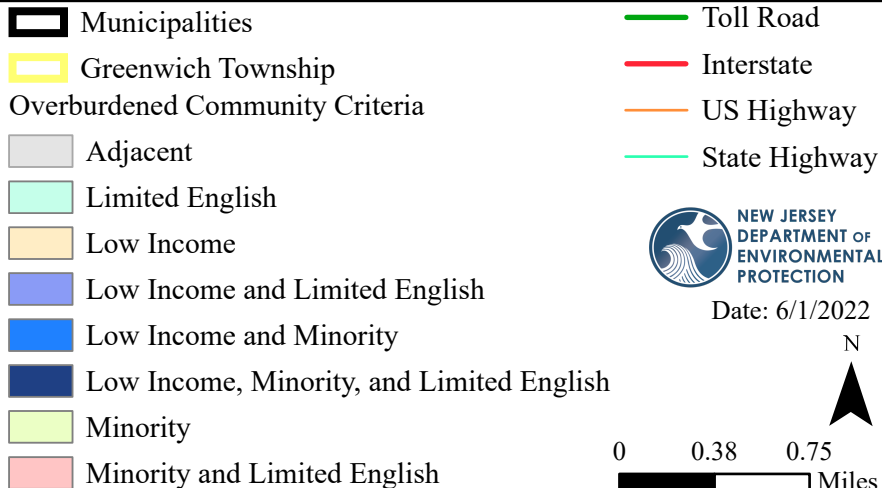 Municipalities
Greenwich Township
Overburdened Community Criteria
Adjacent
Limited English
Low Income
Low Income and Limited English
Low Income and Minority
Low Income, Minority, and Limited English
Minority
Minority and Limited English
Toll Road
Interstate
US Highway
State Highway
NEW JERSEY
DEPARTMENT OF
ENVIRONMENTAL
PROTECTION
Date: 6/1/2022
N
0 0.38 0.75
Miles